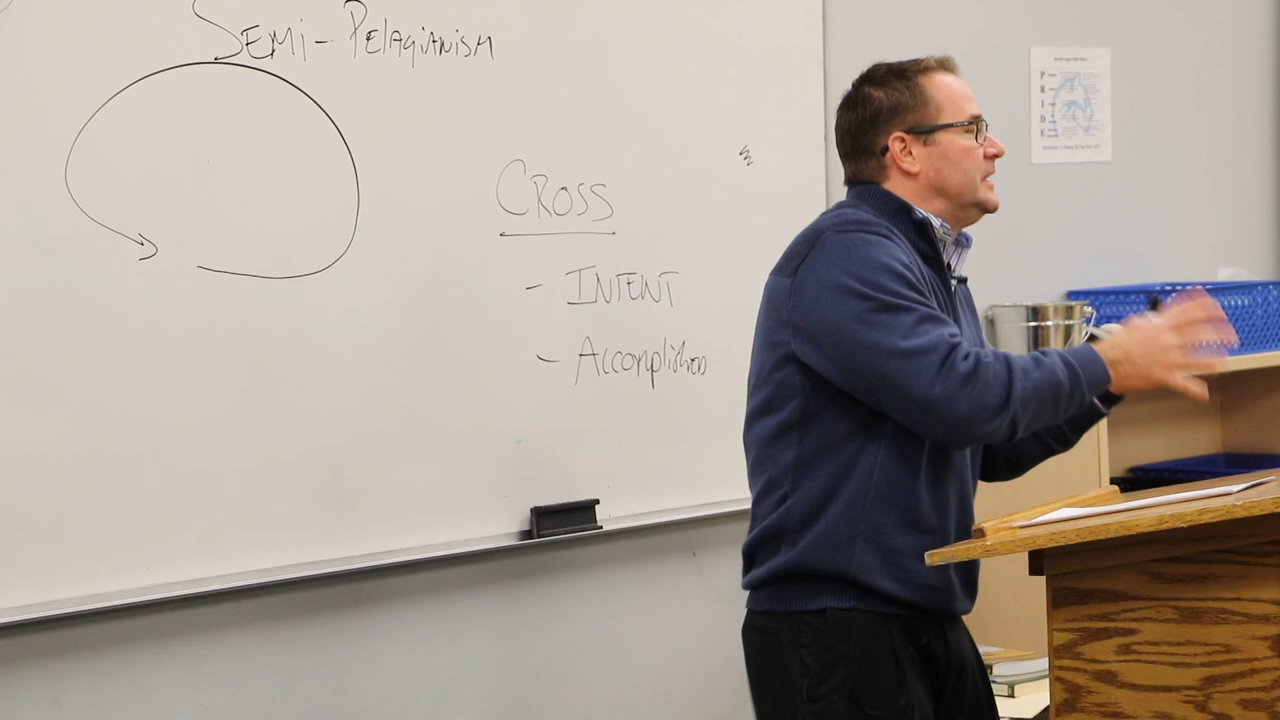 Semi-Pelagianism
Cross
- Intent
- Accomplished
P
R
I
D
E